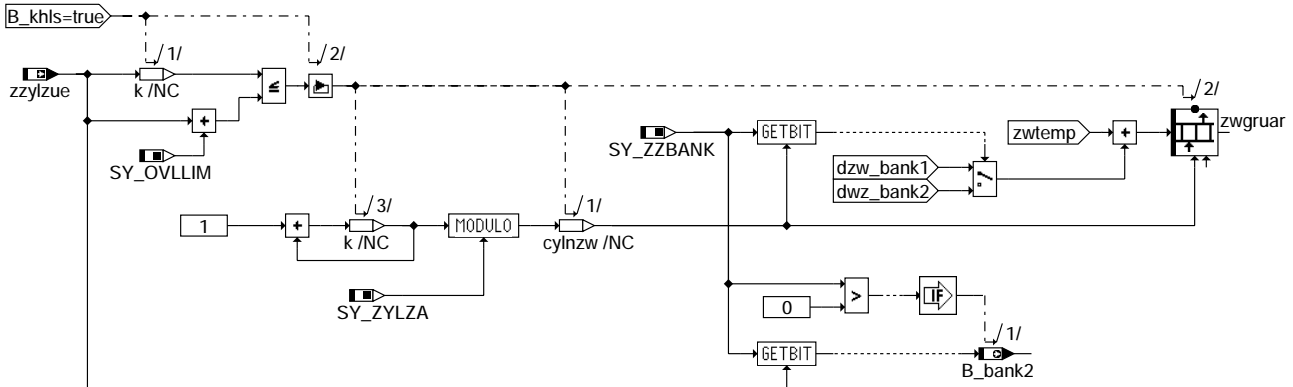 B_khls=true
/1/
/2/
/2/
zzylzue
k /NC
≤
zwgruar
+
GETBIT
zwtemp
+
SY_ZZBANK
SY_OVLLIM
dzw_bank1
dwz_bank2
/3/
/1/
1
+
MODULO
k /NC
cylnzw /NC
SY_ZYLZA
>
IF
0
/1/
GETBIT
B_bank2